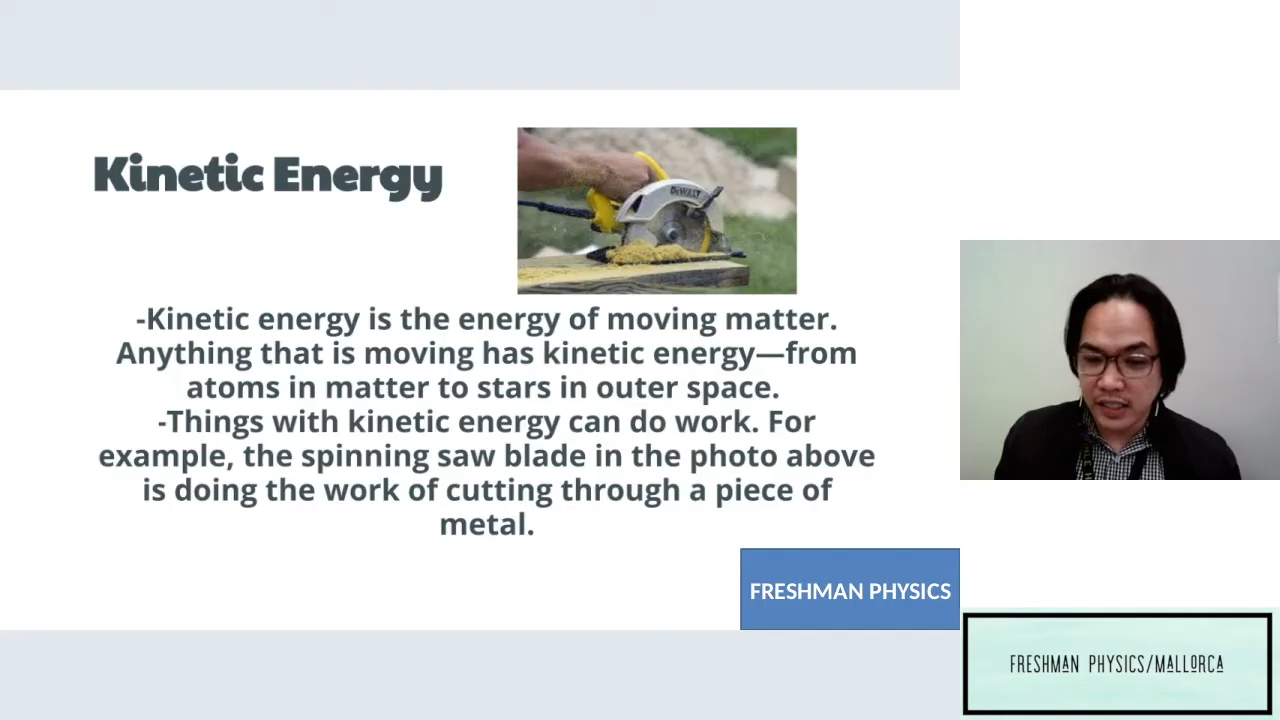 Kinetic Energy
DEWALT
-Kinetic energy is the energy of moving matter.
Anything that is moving has kinetic energy—from
atoms in matter to stars in outer space.
-Things with kinetic energy can do work. For
example, the spinning saw blade in the photo above
is doing the work of cutting through a piece of
metal.
FRESHMAN PHYSICS
FRESHMAN PHYSICS/MALLORCA